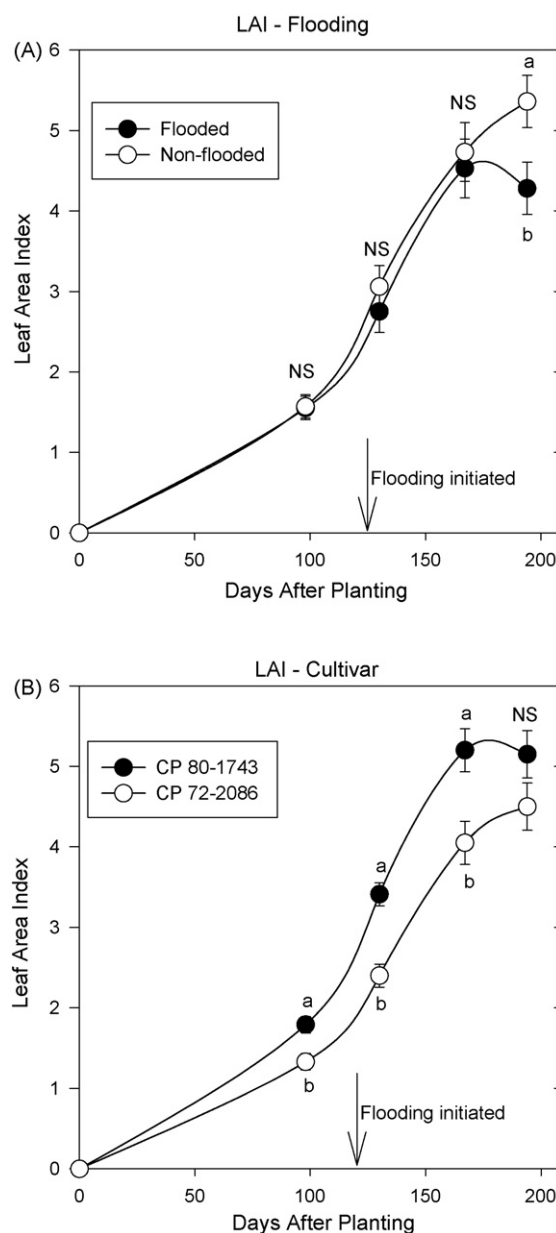 LAI - Flooding
(A)
6
5
4
3
2
1
0
Leaf Area Index
Flooded
Non-flooded
NS
NS
NS
a
b
Flooding initiated
0 50 100 150 200
Days After Planting
LAI - Cultivar
(B)
6
5
4
3
2
1
0
Leaf Area Index
CP 80-1743
CP 72-2086
a
b
a
b
a
b
NS
Flooding initiated
0 50 100 150 200
Days After Planting